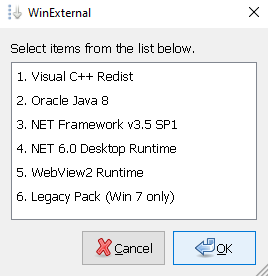 WinExternal
Select items from the list below.
1. Visual C++ Redist
2. Oracle Java 8
3. NET Framework v3.5 SP1
4. NET 6.0 Desktop Runtime
5. WebView2 Runtime
6. Legacy Pack (Win 7 only)
Cancel
OK